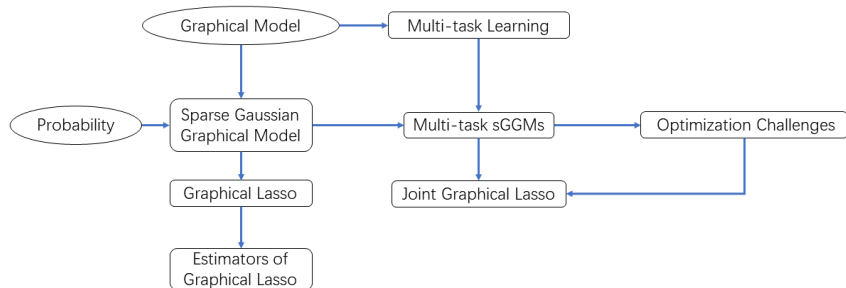 Graphical Model
Multi-task Learning
Probability
Sparse Gaussian
Graphical Model
Multi-task sGGMs
Optimization Challenges
Graphical Lasso
Joint Graphical Lasso
Estimators of
Graphical Lasso